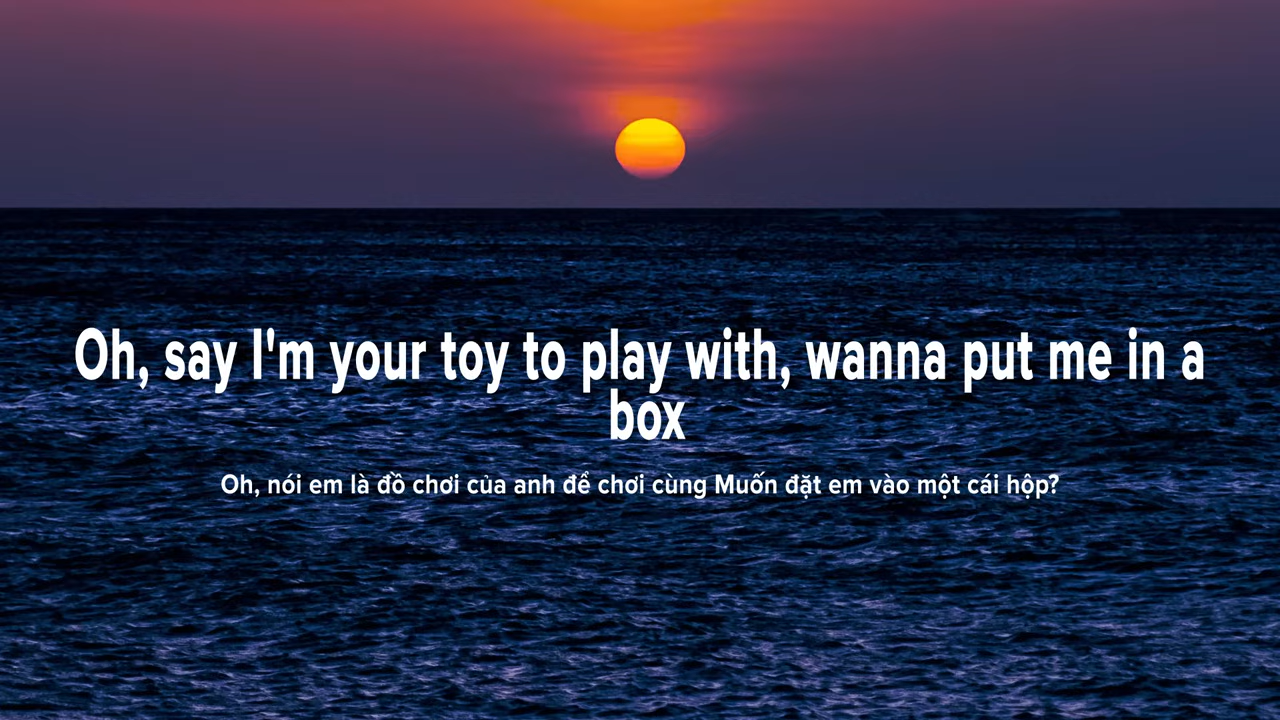 Oh, say I'm your toy to play with, wanna put me in a
box
Oh, nói em là đồ chơi của anh để chơi cùng Muốn đặt em vào một cái hộp?